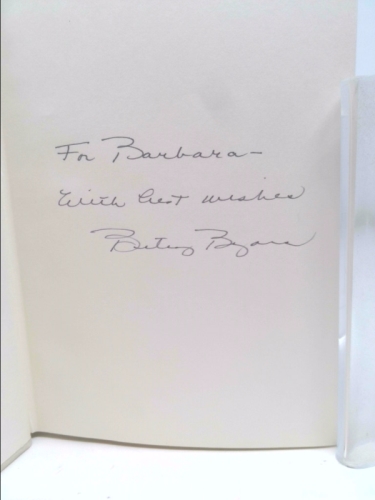 For Barbara-
With best wishes
Betsy Byars